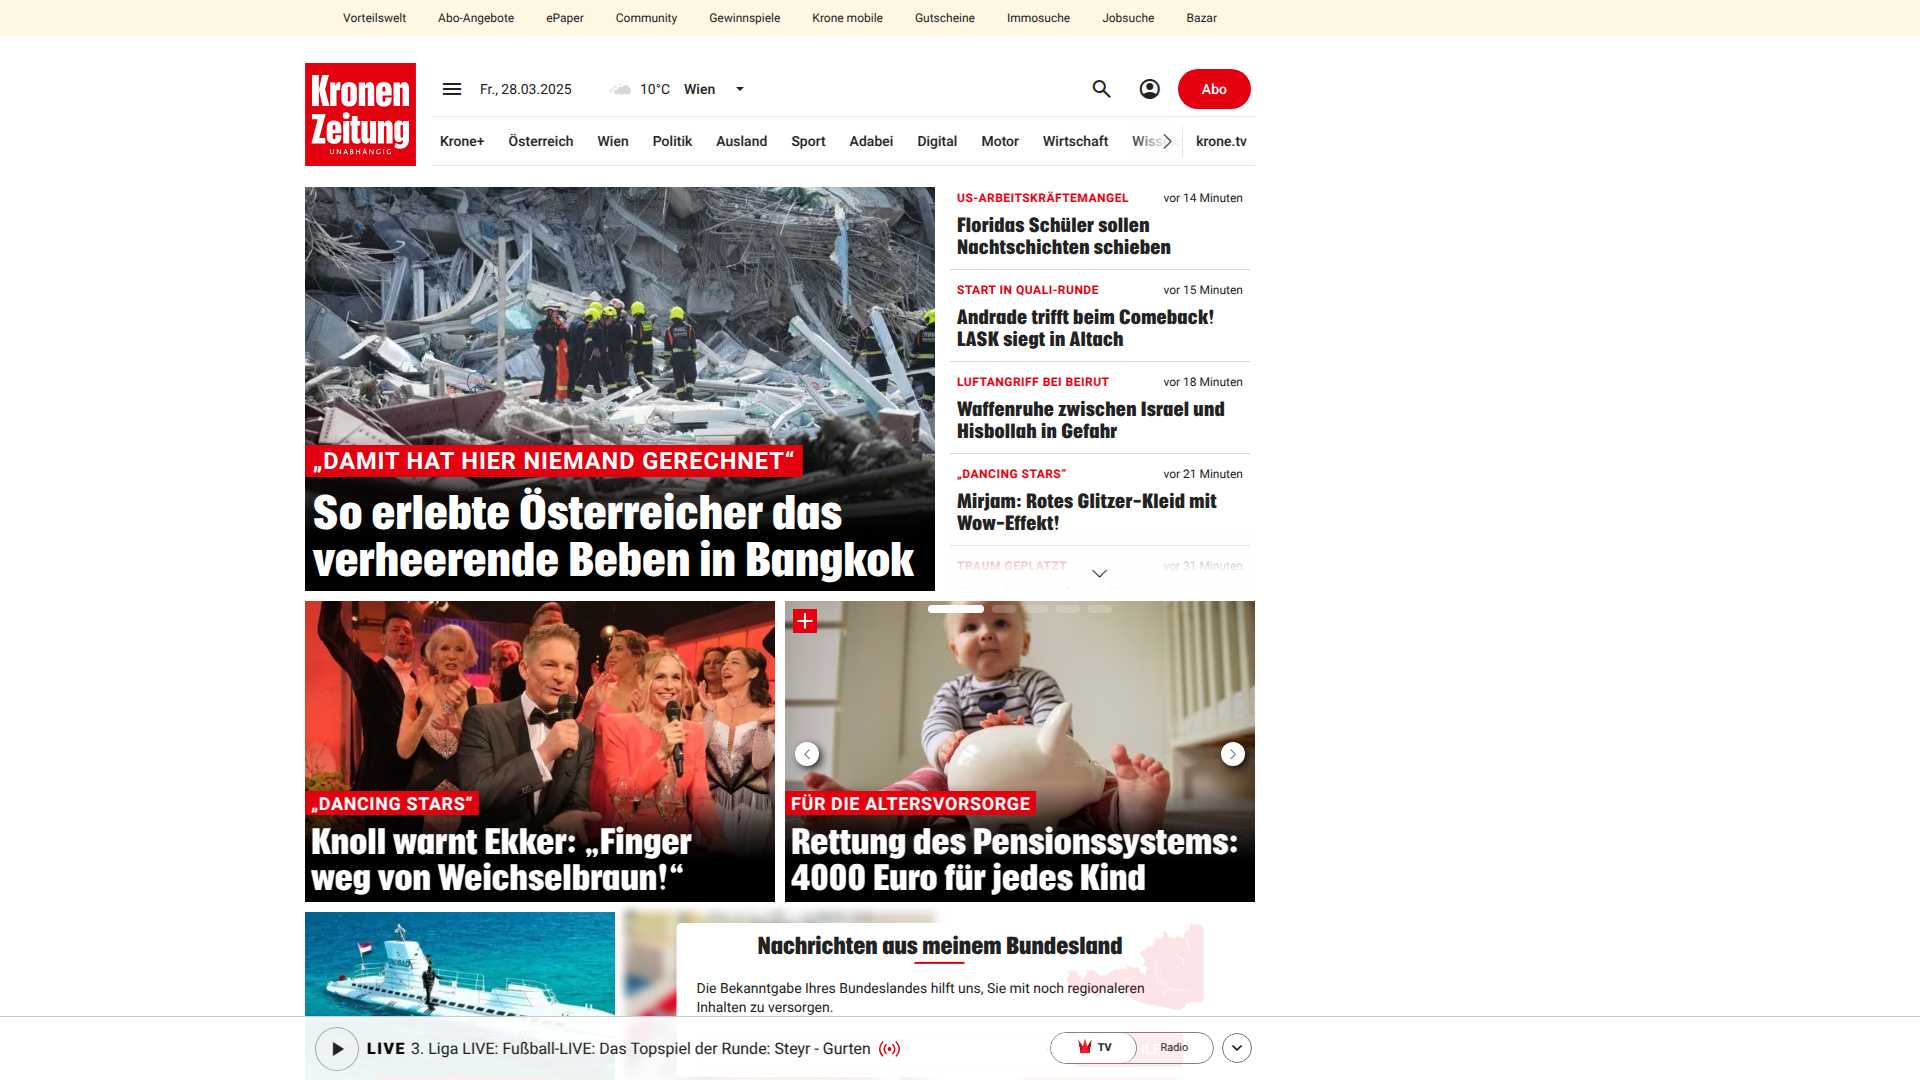 Vorteilswelt Abo-Angebote ePaper Community Gewinnspiele Krone mobile Gutscheine Immosuche Jobsuche Bazar
Kronen
Zeitung
UNABHÄNGIG
Fr., 28.03.2025 10°C Wien
Abo
Krone+ Österreich Wien Politik Ausland Sport Adabei Digital Motor Wirtschaft Wiss krone.tv
„DAMIT HAT HIER NIEMAND GERECHNET“
So erlebte Österreicher das
verheerende Beben in Bangkok
US-ARBEITSKRÄFTEMANGEL vor 14 Minuten
Floridas Schüler sollen
Nachtschichten schieben
START IN QUALI-RUNDE vor 15 Minuten
Andrade trifft beim Comeback!
LASK siegt in Altach
LUFTANGRIFF BEI BEIRUT vor 18 Minuten
Waffenruhe zwischen Israel und
Hisbollah in Gefahr
„DANCING STARS“ vor 21 Minuten
Mirjam: Rotes Glitzer-Kleid mit
Wow-Effekt!
TRAUM GEPLATZT vor 31 Minuten
„DANCING STARS“
Knoll warnt Ekker: „Finger
weg von Weichselbraun!“
FÜR DIE ALTERSVORSORGE
Rettung des Pensionssystems:
4000 Euro für jedes Kind
Nachrichten aus meinem Bundesland
Die Bekanntgabe Ihres Bundeslandes hilft uns, Sie mit noch regionaleren
Inhalten zu versorgen.
LIVE 3. Liga LIVE: Fußball-LIVE: Das Topspiel der Runde: Steyr - Gurten
TV Radio